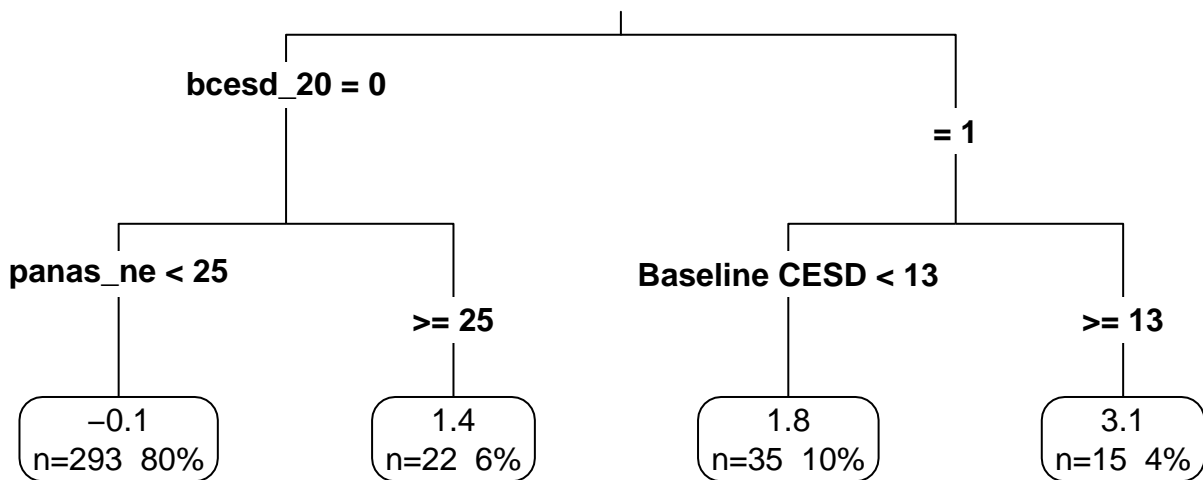 bcesd_20 = 0
= 1
panas_ne < 25
>= 25
Baseline CESD < 13
>= 13
−0.1
n=293 80%
1.4
n=22 6%
1.8
n=35 10%
3.1
n=15 4%